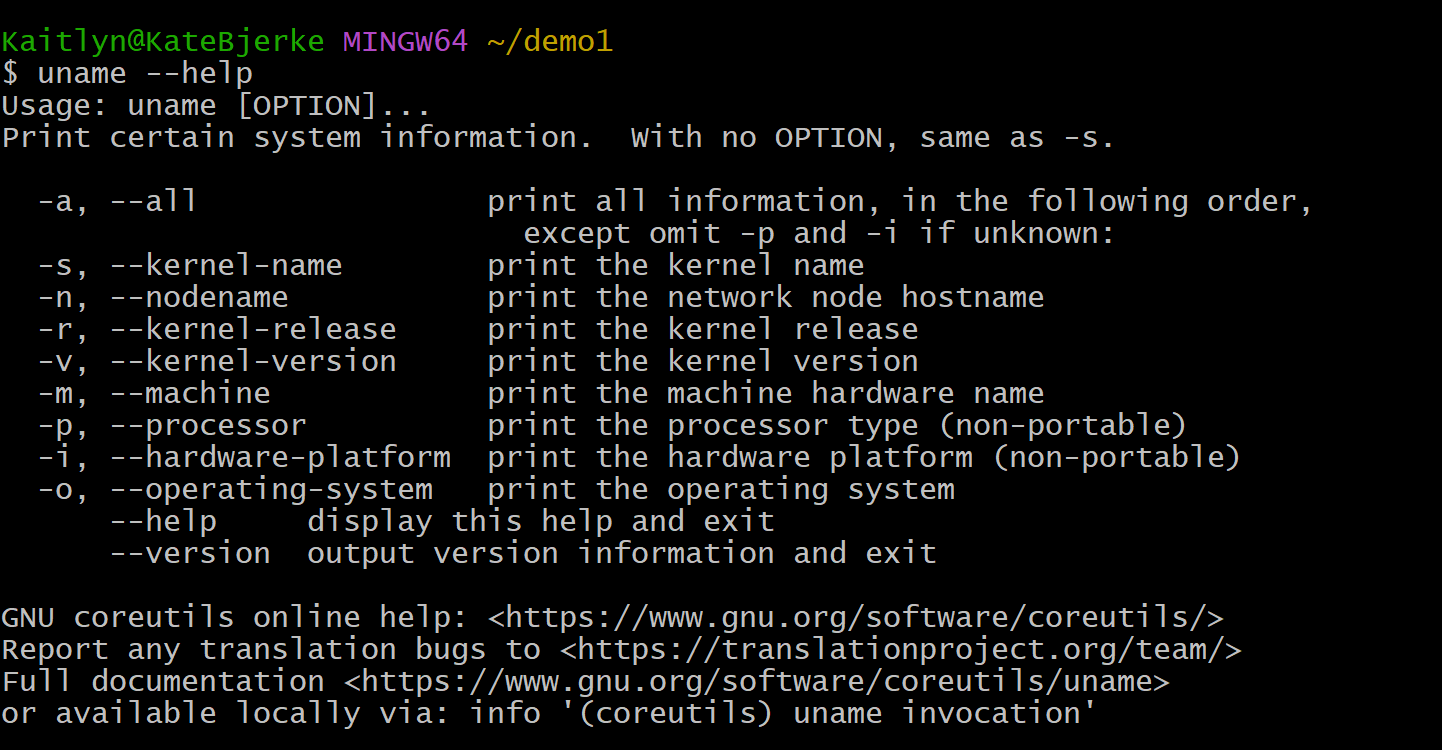 Kaitlyn@KateBjerke MINGW64 ~/demo1
$ uname --help
Usage: uname [OPTION]...
Print certain system information.  With no OPTION, same as -s.

  -a, --all                print all information, in the following order,
                             except omit -p and -i if unknown:
  -s, --kernel-name        print the kernel name
  -n, --nodename           print the network node hostname
  -r, --kernel-release     print the kernel release
  -v, --kernel-version     print the kernel version
  -m, --machine            print the machine hardware name
  -p, --processor          print the processor type (non-portable)
  -i, --hardware-platform  print the hardware platform (non-portable)
  -o, --operating-system   print the operating system
      --help     display this help and exit
      --version  output version information and exit

GNU coreutils online help: <https://www.gnu.org/software/coreutils/>
Report any translation bugs to <https://translationproject.org/team/>
Full documentation <https://www.gnu.org/software/coreutils/uname>
or available locally via: info '(coreutils) uname invocation'